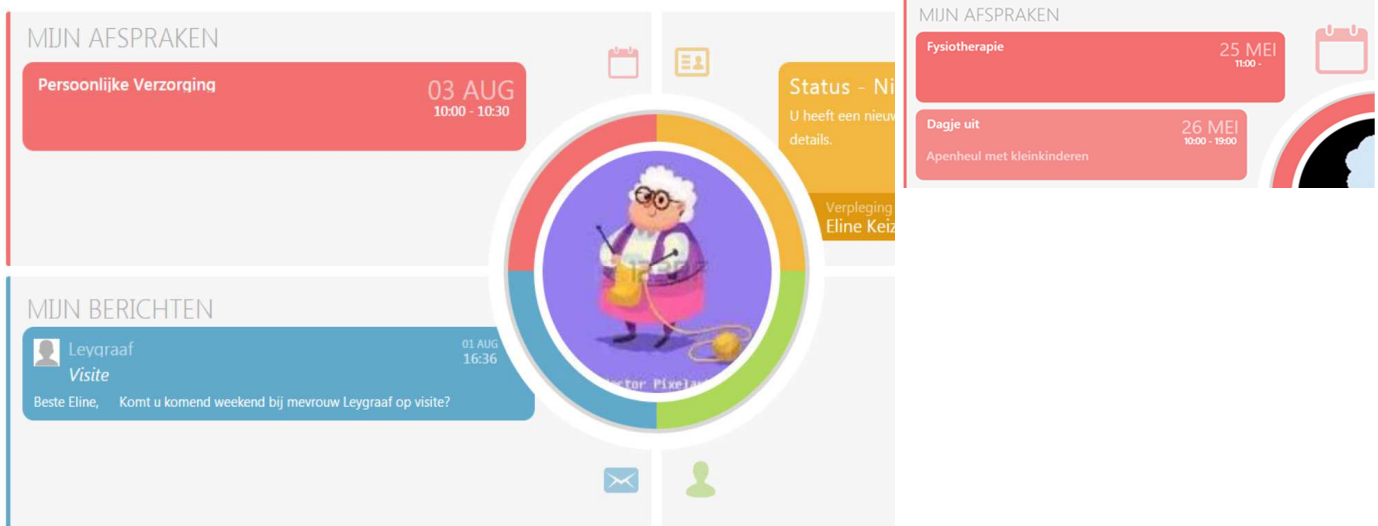 MIJN AFSPRAKEN
Persoonlijke Verzorging
03 AUG
10:00 - 10:30
Status - Ni
U heeft een nieuw
details.
Verpleging
Eline Keiz
MIJN BERICHTEN
Leygraaf
01 AUG
Visite
16:36
Beste Eline, Komt u komend weekend bij mevrouw Leygraaf op visite?
MIJN AFSPRAKEN
Fysiotherapie
25 MEI
11:00 -
Dagje uit
26 MEI
10:00 - 19:00
Apenheul met kleinkinderen